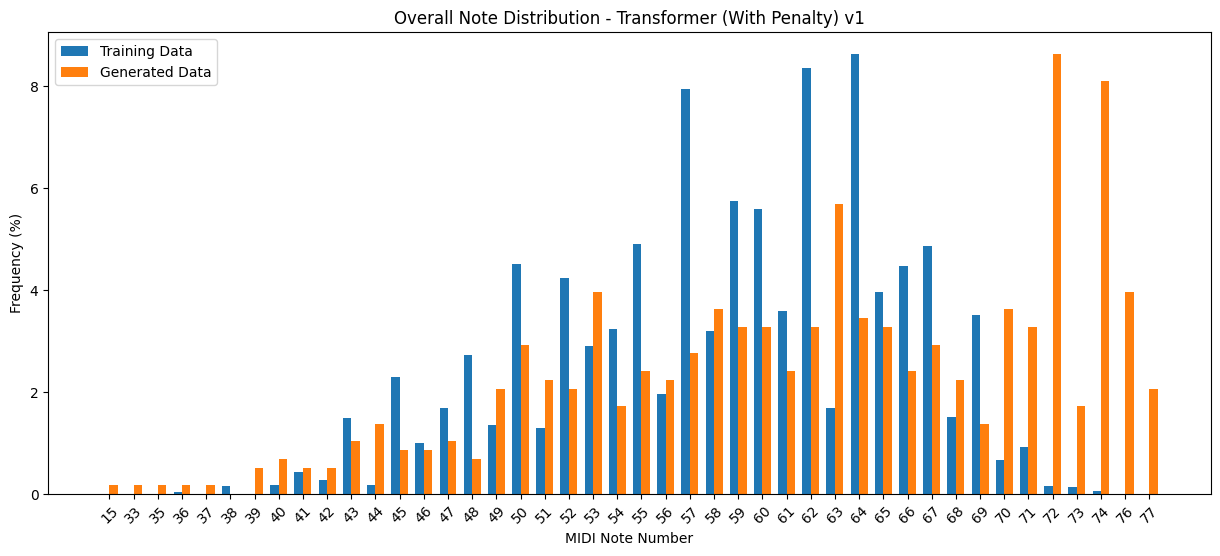 Overall Note Distribution - Transformer (With Penalty) v1
Training Data
Generated Data
Frequency (%)
8
6
4
2
0
15 33 35 36 37 38 39 40 41 42 43 44 45 46 47 48 49 50 51 52 53 54 55 56 57 58 59 60 61 62 63 64 65 66 67 68 69 70 71 72 73 74 76 77
MIDI Note Number